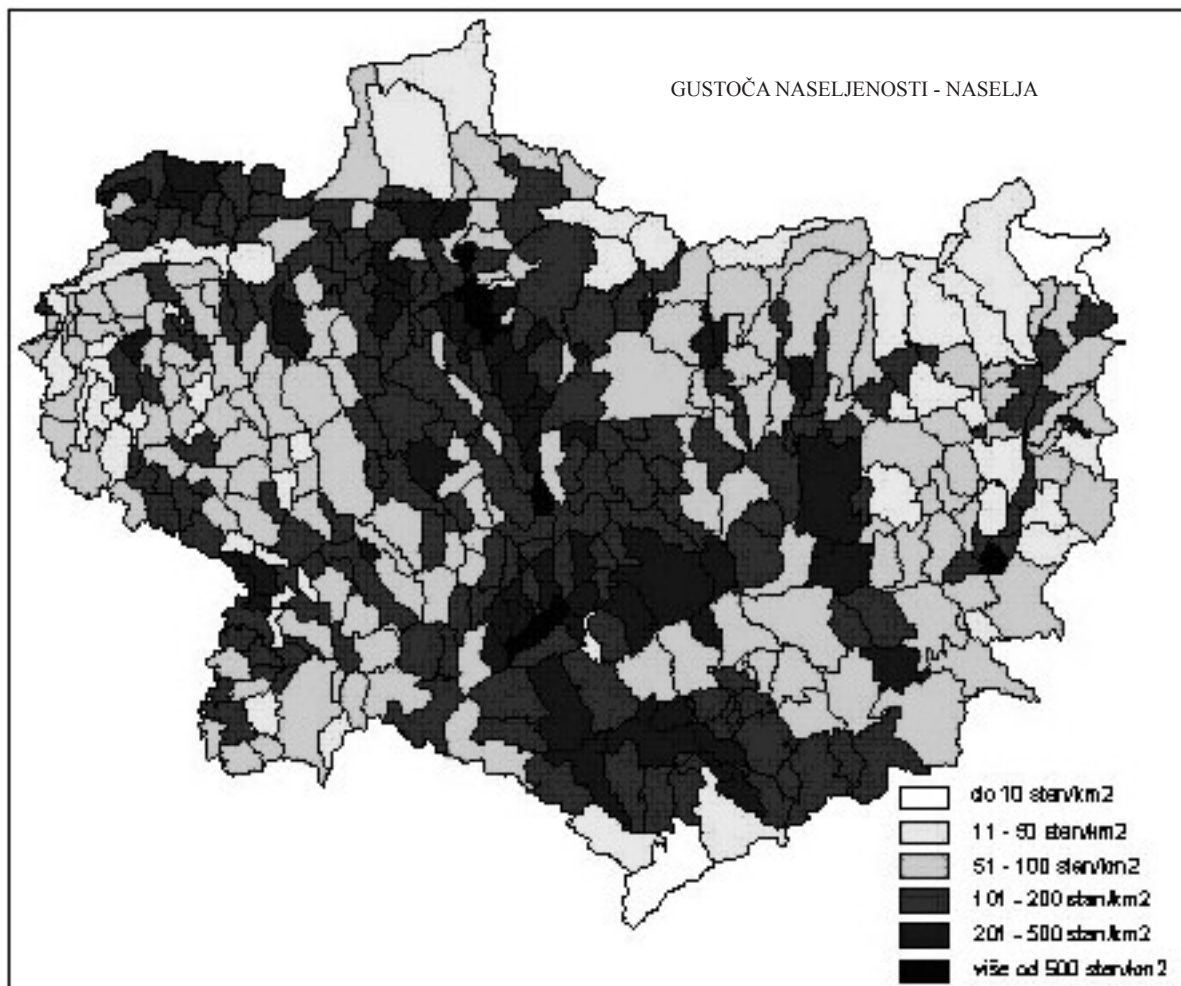 GUSTOČA NASELJENOSTI - NASELJA
do 10 stan/km2
11 - 50 stan/km2
51 - 100 stan/km2
101 - 200 stan/km2
201 - 500 stan/km2
više od 500 stan/km2